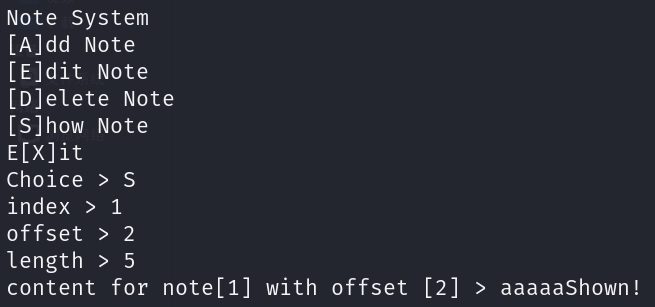 Note System
[A]dd Note
[E]dit Note
[D]elete Note
[S]how Note
E[X]it
Choice > S
index > 1
offset > 2
length > 5
content for note[1] with offset [2] > aaaaaShown!